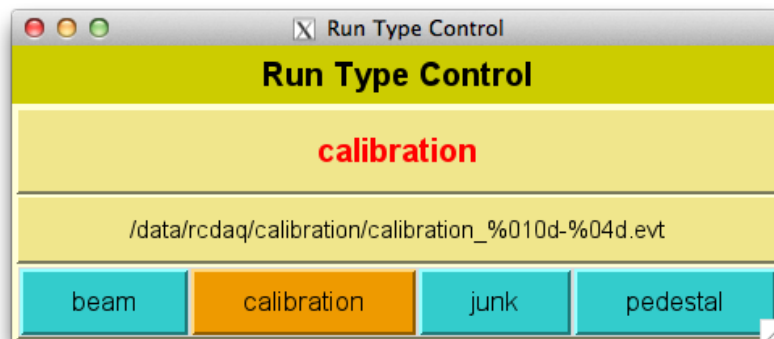 Run Type Control
Run Type Control
calibration
/data/rcdaq/calibration/calibration_%010d-%04d.evt
beam calibration junk pedestal